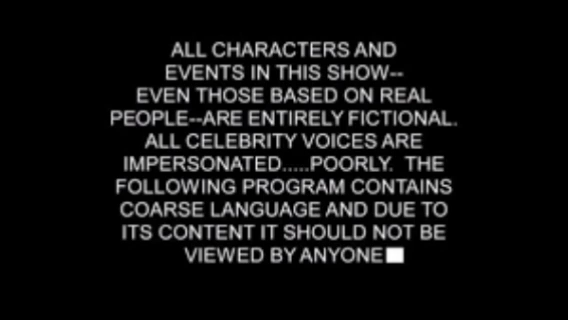 ALL CHARACTERS AND
EVENTS IN THIS SHOW--
EVEN THOSE BASED ON REAL
PEOPLE--ARE ENTIRELY FICTIONAL.
ALL CELEBRITY VOICES ARE
IMPERSONATED.....POORLY. THE
FOLLOWING PROGRAM CONTAINS
COARSE LANGUAGE AND DUE TO
ITS CONTENT IT SHOULD NOT BE
VIEWED BY ANYONE